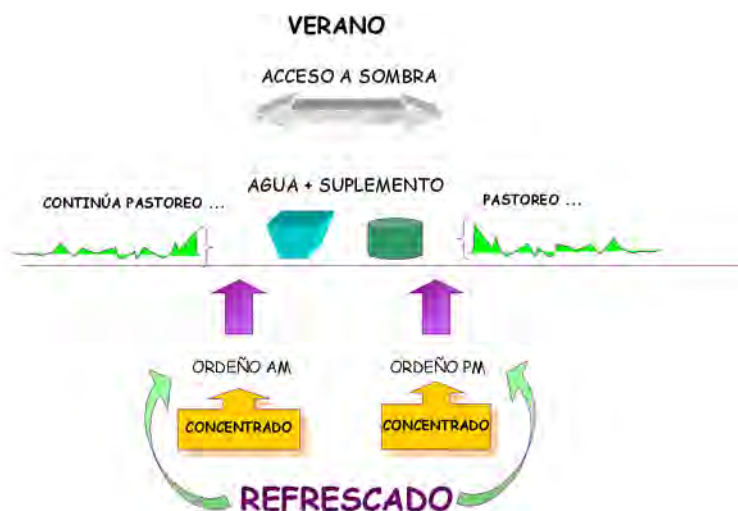 VERANO
ACCESO A SOMBRA
AGUA + SUPLEMENTO
CONTINÚA PASTOREO ...
PASTOREO ...
ORDEÑO AM
ORDEÑO PM
CONCENTRADO
CONCENTRADO
REFRESCADO